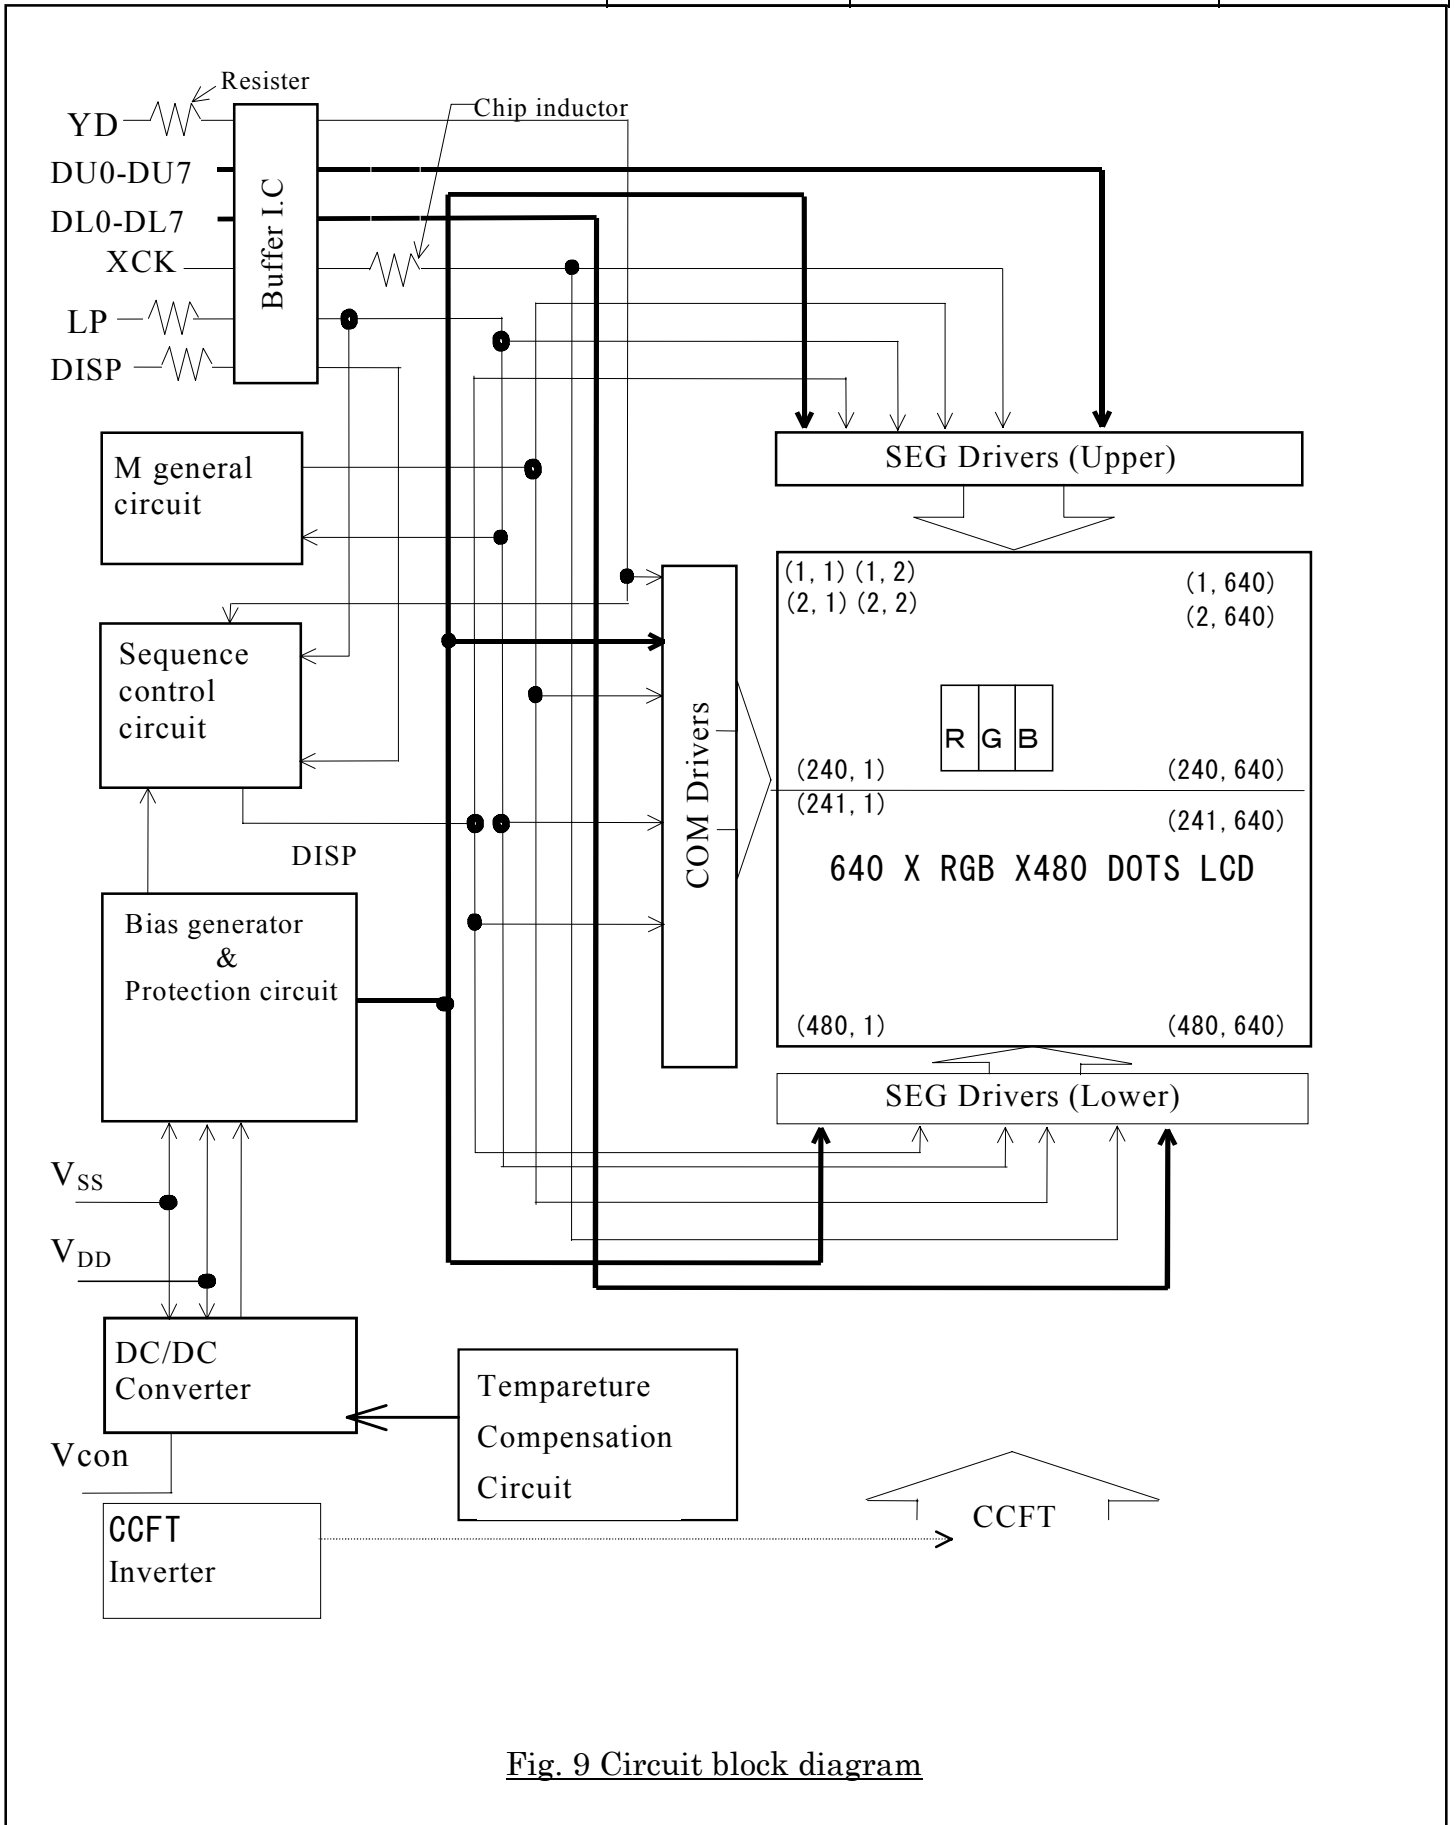 Resister
Chip inductor
YD
DU0-DU7
DL0-DL7
XCK
LP
DISP
Buffer I.C
M general
circuit
SEG Drivers (Upper)
(1, 1) (1, 2)
(1, 640)
(2, 1) (2, 2)
(2, 640)
Sequence
control
circuit
R G B
COM Drivers
(240, 1)
(240, 640)
(241, 1)
(241, 640)
DISP
640 X RGB X480 DOTS LCD
Bias generator
&
Protection circuit
(480, 1)
(480, 640)
SEG Drivers (Lower)
VSS
VDD
DC/DC
Converter
Tempareture
Compensation
Circuit
Vcon
CCFT
Inverter
CCFT
Fig. 9 Circuit block diagram